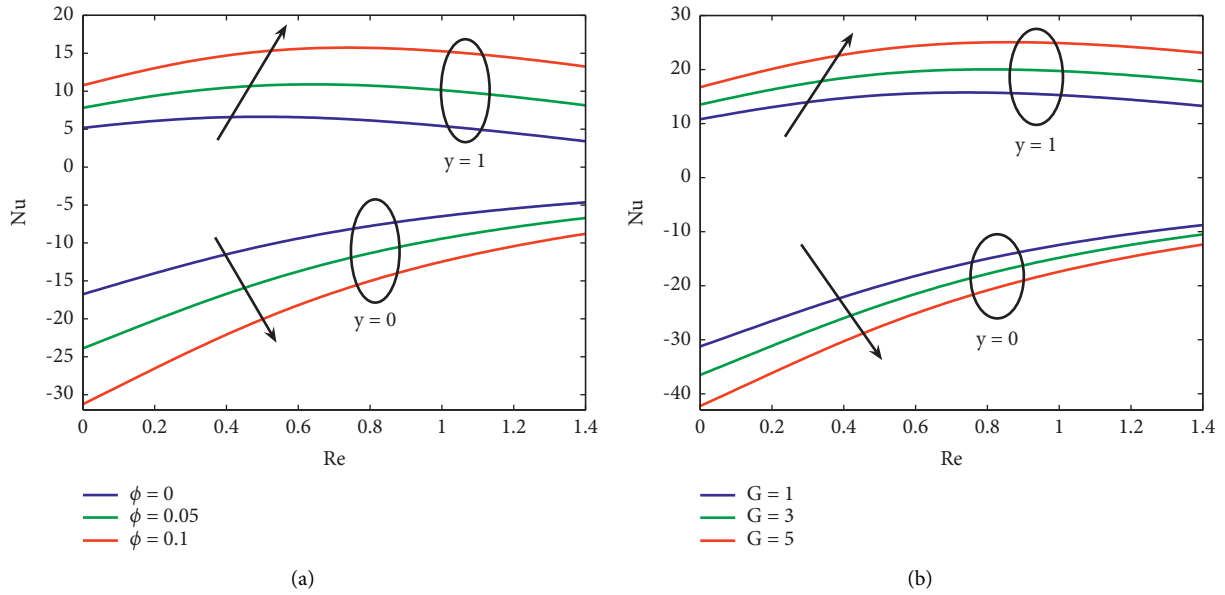 20
15
10
5
0
-5
-10
-15
-20
-25
-30
Nu
y = 1
y = 0
0 0.2 0.4 0.6 0.8 1 1.2 1.4
Re
ϕ = 0
ϕ = 0.05
ϕ = 0.1
(a)
30
20
10
0
-10
-20
-30
-40
Nu
y = 1
y = 0
0 0.2 0.4 0.6 0.8 1 1.2 1.4
Re
G = 1
G = 3
G = 5
(b)